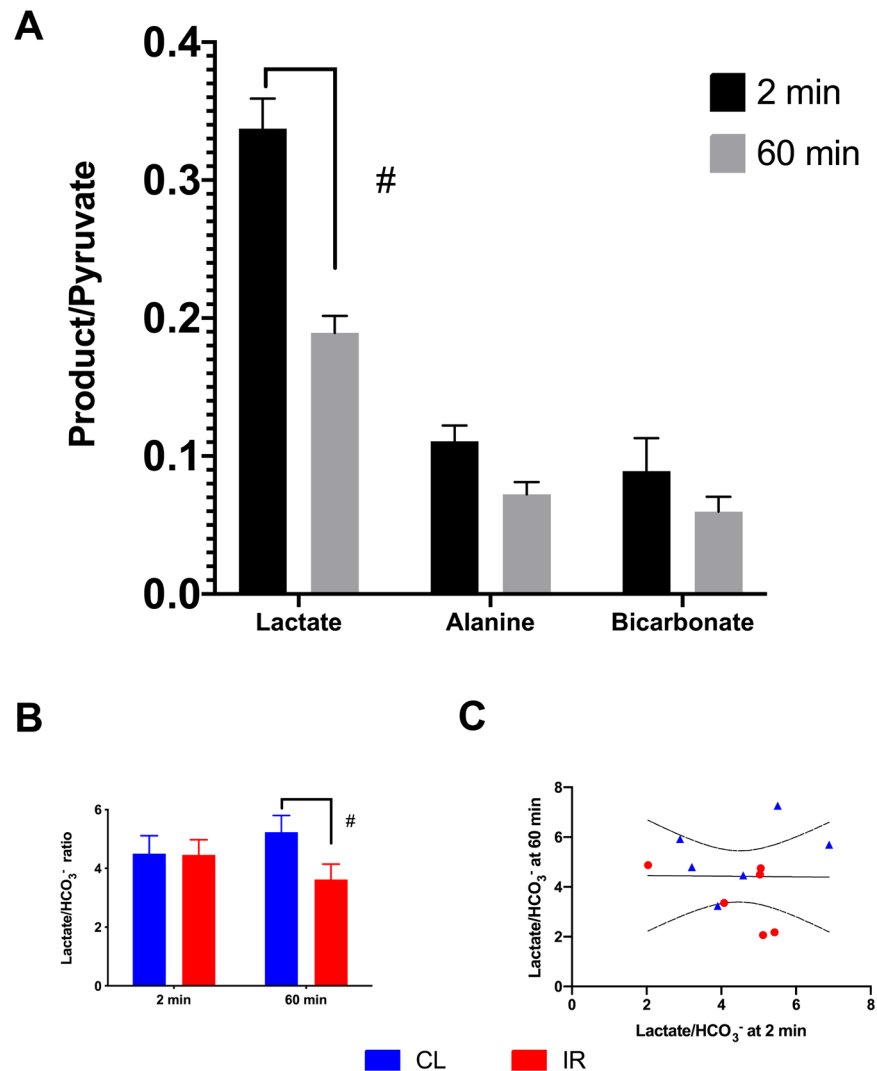 A
0.4
0.3
0.2
0.1
0.0
Product/Pyruvate
2 min
60 min
#
Lactate Alanine Bicarbonate
B
6
4
2
0
Lactate/HCO₃⁻ ratio
#
2 min 60 min
C
8
6
4
2
0
Lactate/HCO₃⁻ at 60 min
0 2 4 6 8
Lactate/HCO₃⁻ at 2 min
CL IR